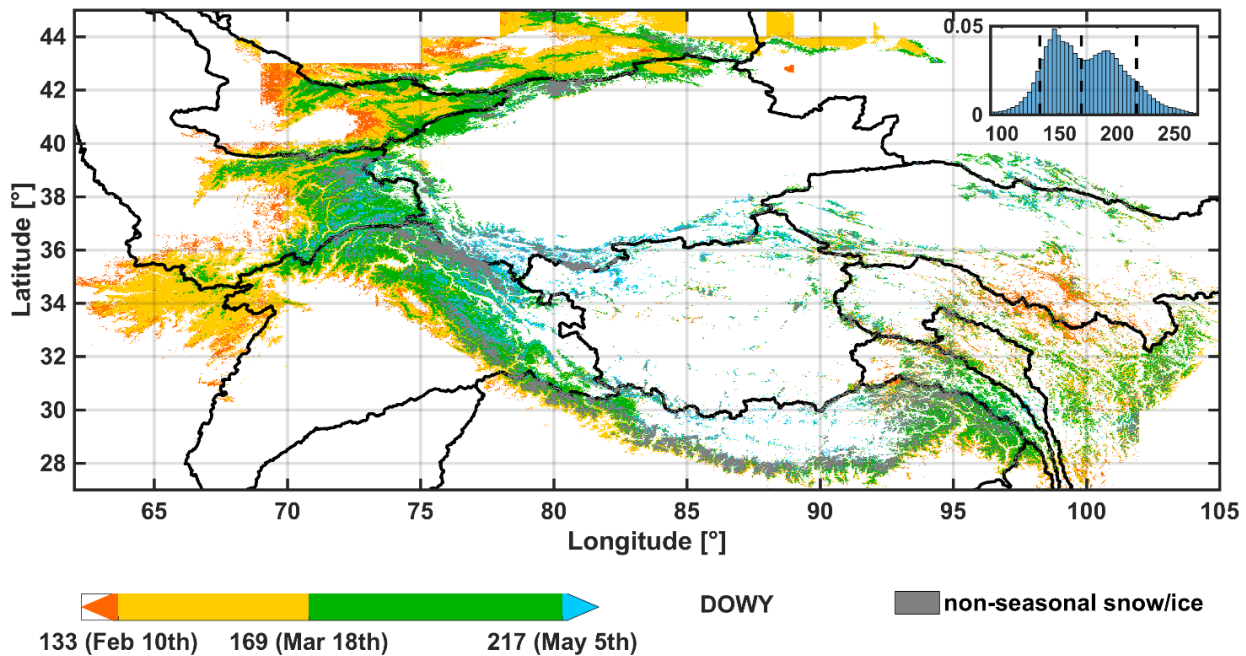 44
42
40
38
36
34
32
30
28
Latitude [°]
0.05
0
100 150 200 250
65 70 75 80 85 90 95 100 105
Longitude [°]
DOWY
non-seasonal snow/ice
133 (Feb 10th) 169 (Mar 18th) 217 (May 5th)